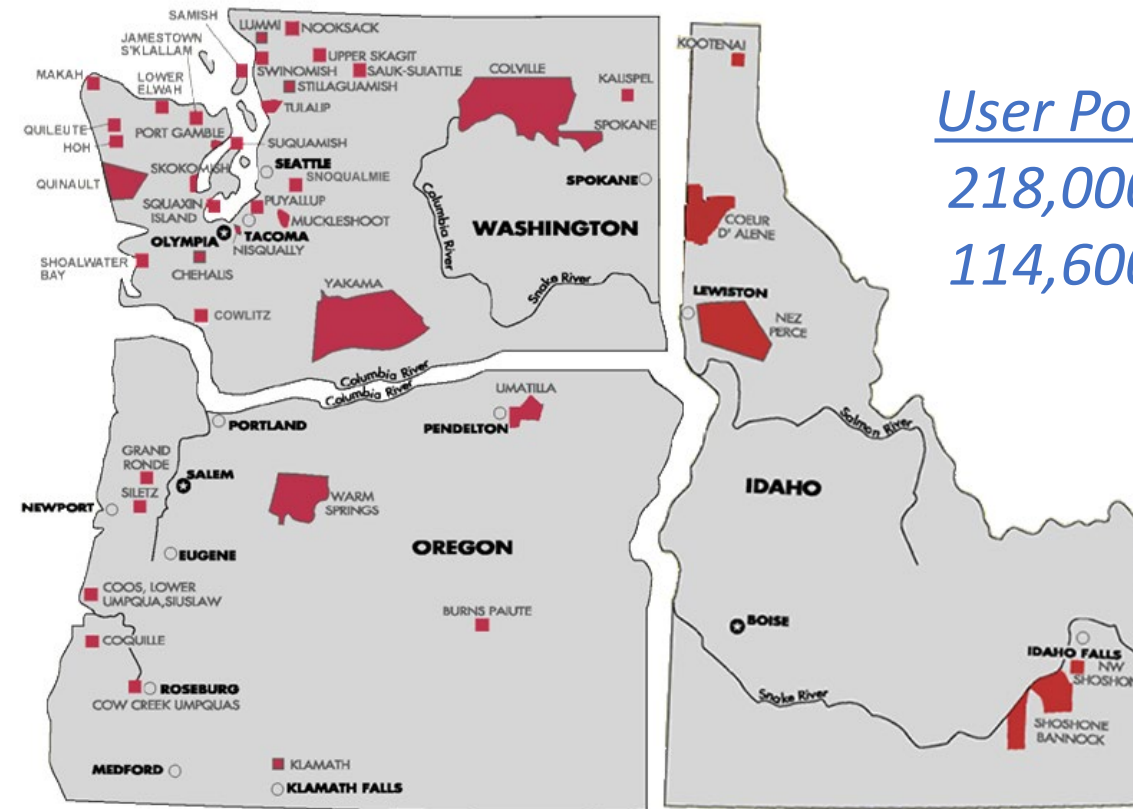 SAMISH
LUMMI
NOOKSACK
JAMESTOWN
S'KLALLAM
UPPER SKAGIT
SWINOMISH
SAUK-SUIATTLE
MAKAH
LOWER
ELWAH
STILLAGUAMISH
TULALIP
COLVILLE
KALISPEL
SPOKANE
QUILEUTE
HOH
PORT GAMBLE
SUQUAMISH
SKOKOMISH
SEATTLE
SNOQUALMIE
QUINAULT
SQUAXIN
ISLAND
PUYALLUP
MUCKLESHOOT
OLYMPIA
TACOMA
NISQUALLY
SHOALWATER
BAY
CHEHALIS
COWLITZ
YAKAMA
SPOKANE
WASHINGTON
Columbia River
Snake River
Columbia River
Columbia River
KOOTENAI
User Po
218,000
114,600
COEUR
D' ALENE
LEWISTON
NEZ
PERCE
Salmon River
UMATILLA
PENDELTON
PORTLAND
GRAND
RONDE
SALEM
SILETZ
NEWPORT
WARM
SPRINGS
EUGENE
OREGON
IDAHO
COOS, LOWER
UMPQUA,SIUSLAW
BURNS PAIUTE
COQUILLE
ROSEBURG
COW CREEK UMPQUAS
MEDFORD
KLAMATH
KLAMATH FALLS
BOISE
Snake River
IDAHO FALLS
NW
SHOSHON
SHOSHONE
BANNOCK